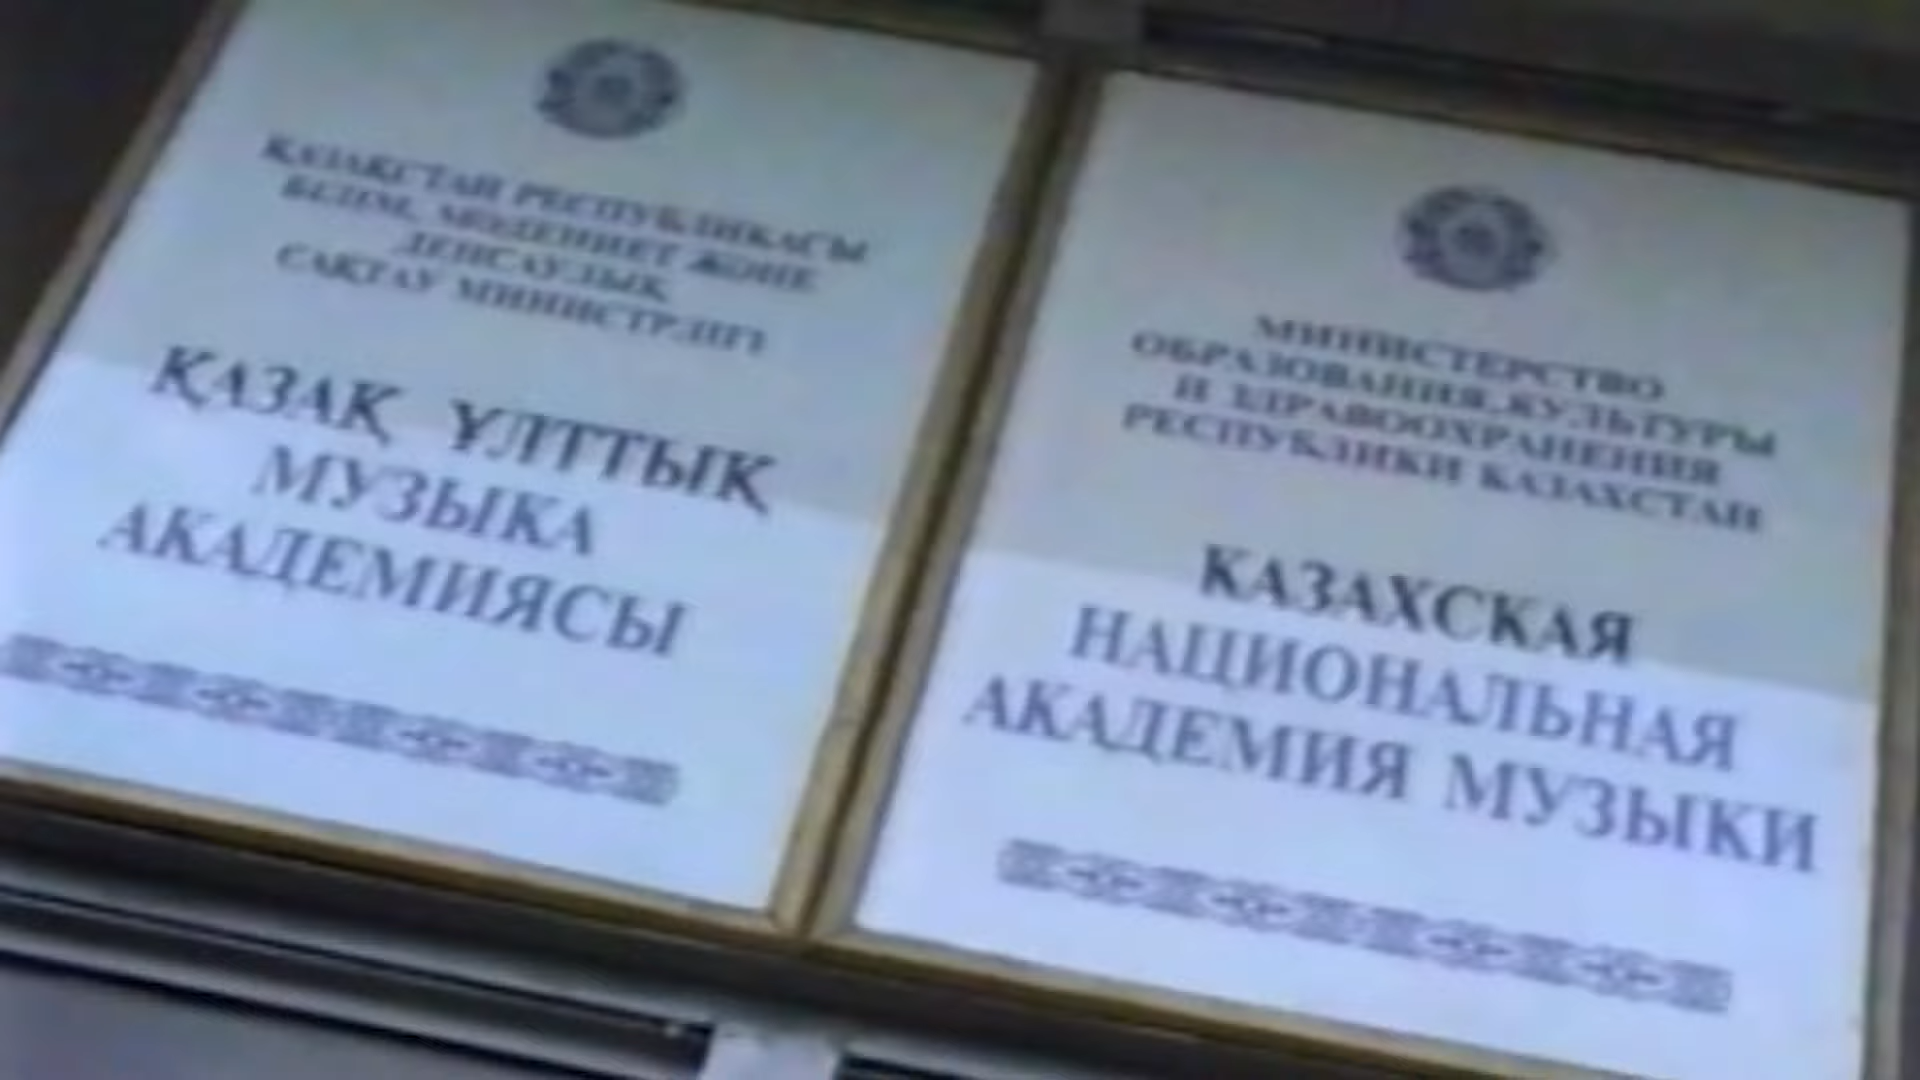 ҚАЗАҚСТАН РЕСПУБЛИКАСЫ
БІЛІМ, МӘДЕНИЕТ ЖӘНЕ
ДЕНСАУЛЫҚ
САҚТАУ МИНИСТРЛІГІ
ҚАЗАҚ ҰЛТТЫҚ
МУЗЫКА
АКАДЕМИЯСЫ
МИНИСТЕРСТВО
ОБРАЗОВАНИЯ, КУЛЬТУРЫ
И ЗДРАВООХРАНЕНИЯ
РЕСПУБЛИКИ КАЗАХСТАН
КАЗАХСКАЯ
НАЦИОНАЛЬНАЯ
АКАДЕМИЯ МУЗЫКИ